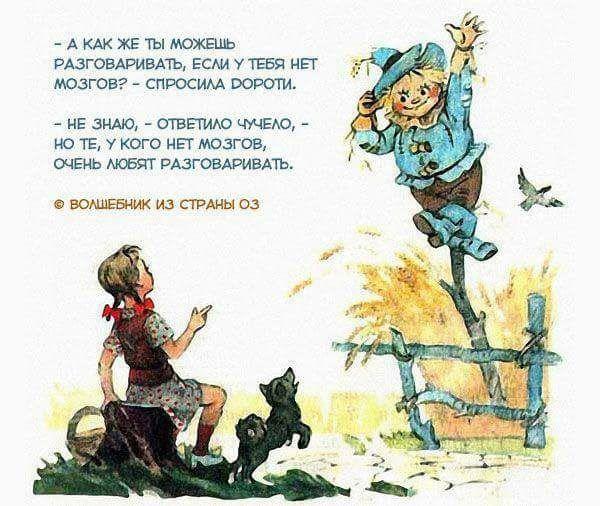 - А КАК ЖЕ ТЫ МОЖЕШЬ
РАЗГОВАРИВАТЬ, ЕСЛИ У ТЕБЯ НЕТ
МОЗГОВ? - СПРОСИЛА ДОРОТИ.
- НЕ ЗНАЮ, - ОТВЕТИЛО ЧУЧЕЛО, -
НО ТЕ, У КОГО НЕТ МОЗГОВ,
ОЧЕНЬ ЛЮБЯТ РАЗГОВАРИВАТЬ.
© ВОЛШЕБНИК ИЗ СТРАНЫ ОЗ